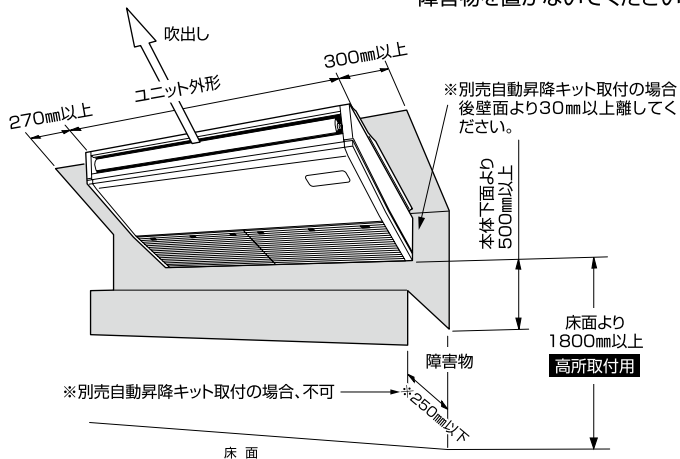 障害物を置かないでください
吹出し
300mm以上
ユニット外形
270mm以上
※別売自動昇降キット取付の場合
後壁面より30mm以上離してく
ださい。
本体下面より
500mm以上
床面より
1800mm以上
高所取付用
障害物
※別売自動昇降キット取付の場合、不可
※250mm以下
床 面